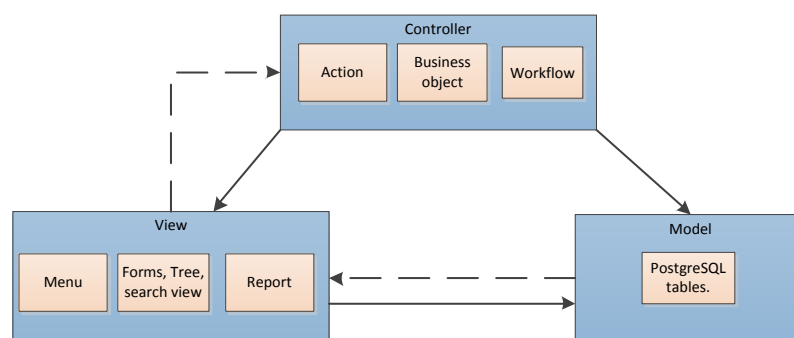 Controller
Action
Business
object
Workflow
View
Menu
Forms, Tree,
search view
Report
Model
PostgreSQL
tables.